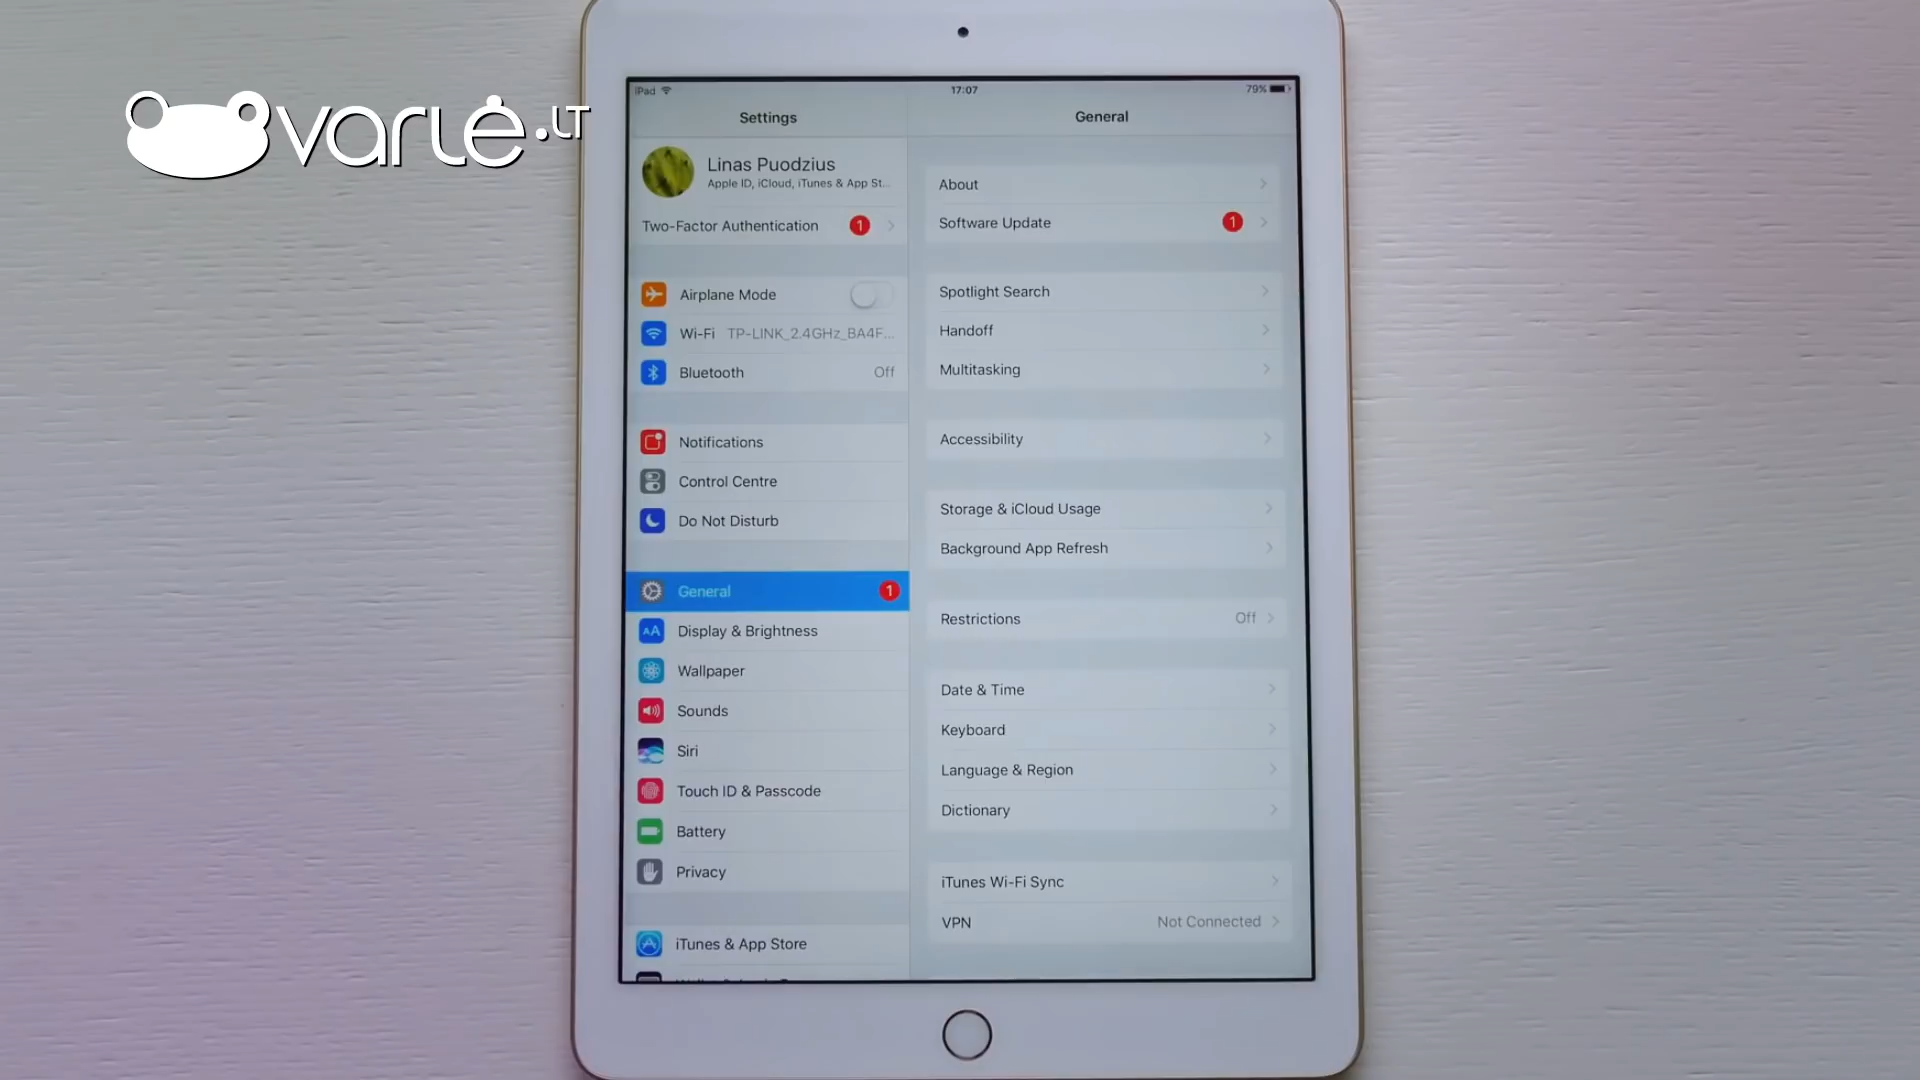 varlė.LT
iPad 17:07 79%
Settings
General
Linas Puodzius
Apple ID, iCloud, iTunes & App St...
Two-Factor Authentication 1
Airplane Mode
Wi-Fi TP-LINK_2.4GHz_BA4F...
Bluetooth Off
Notifications
Control Centre
Do Not Disturb
General 1
AA Display & Brightness
Wallpaper
Sounds
Siri
Touch ID & Passcode
Battery
Privacy
iTunes & App Store
About
Software Update 1
Spotlight Search
Handoff
Multitasking
Accessibility
Storage & iCloud Usage
Background App Refresh
Restrictions Off
Date & Time
Keyboard
Language & Region
Dictionary
iTunes Wi-Fi Sync
VPN Not Connected